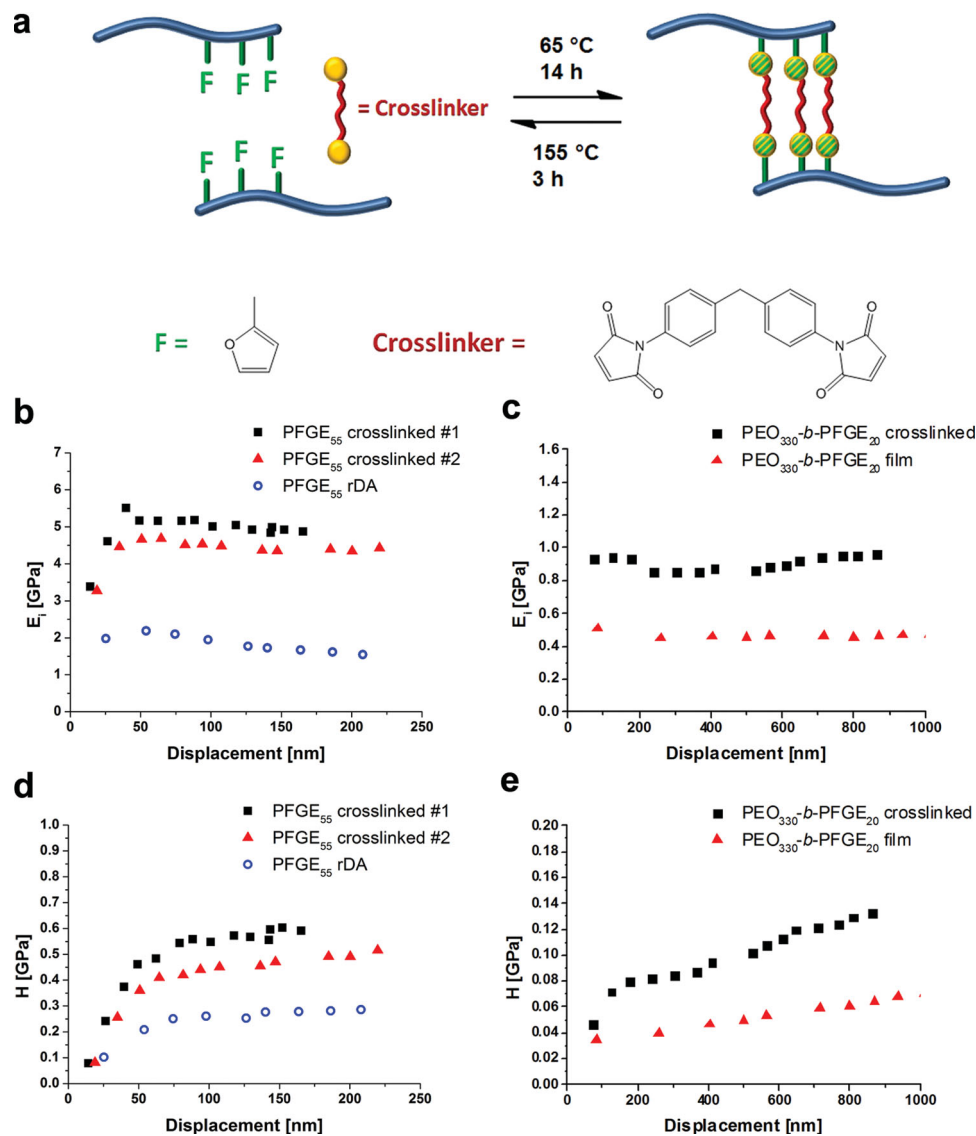 a
F F F
F F F
= Crosslinker
65 °C
14 h
155 °C
3 h
F =
O
Crosslinker =
O
N
O
O
N
O
b
PFGE55 crosslinked #1
PFGE55 crosslinked #2
PFGE55 rDA
Ei [GPa]
7
6
5
4
3
2
1
0
0 50 100 150 200 250
Displacement [nm]
c
PEO330-b-PFGE20 crosslinked
PEO330-b-PFGE20 film
Ei [GPa]
1.6
1.4
1.2
1.0
0.8
0.6
0.4
0.2
0.0
0 200 400 600 800 1000
Displacement [nm]
d
PFGE55 crosslinked #1
PFGE55 crosslinked #2
PFGE55 rDA
H [GPa]
1.0
0.9
0.8
0.7
0.6
0.5
0.4
0.3
0.2
0.1
0.0
0 50 100 150 200 250
Displacement [nm]
e
PEO330-b-PFGE20 crosslinked
PEO330-b-PFGE20 film
H [GPa]
0.20
0.18
0.16
0.14
0.12
0.10
0.08
0.06
0.04
0.02
0.00
0 200 400 600 800 1000
Displacement [nm]